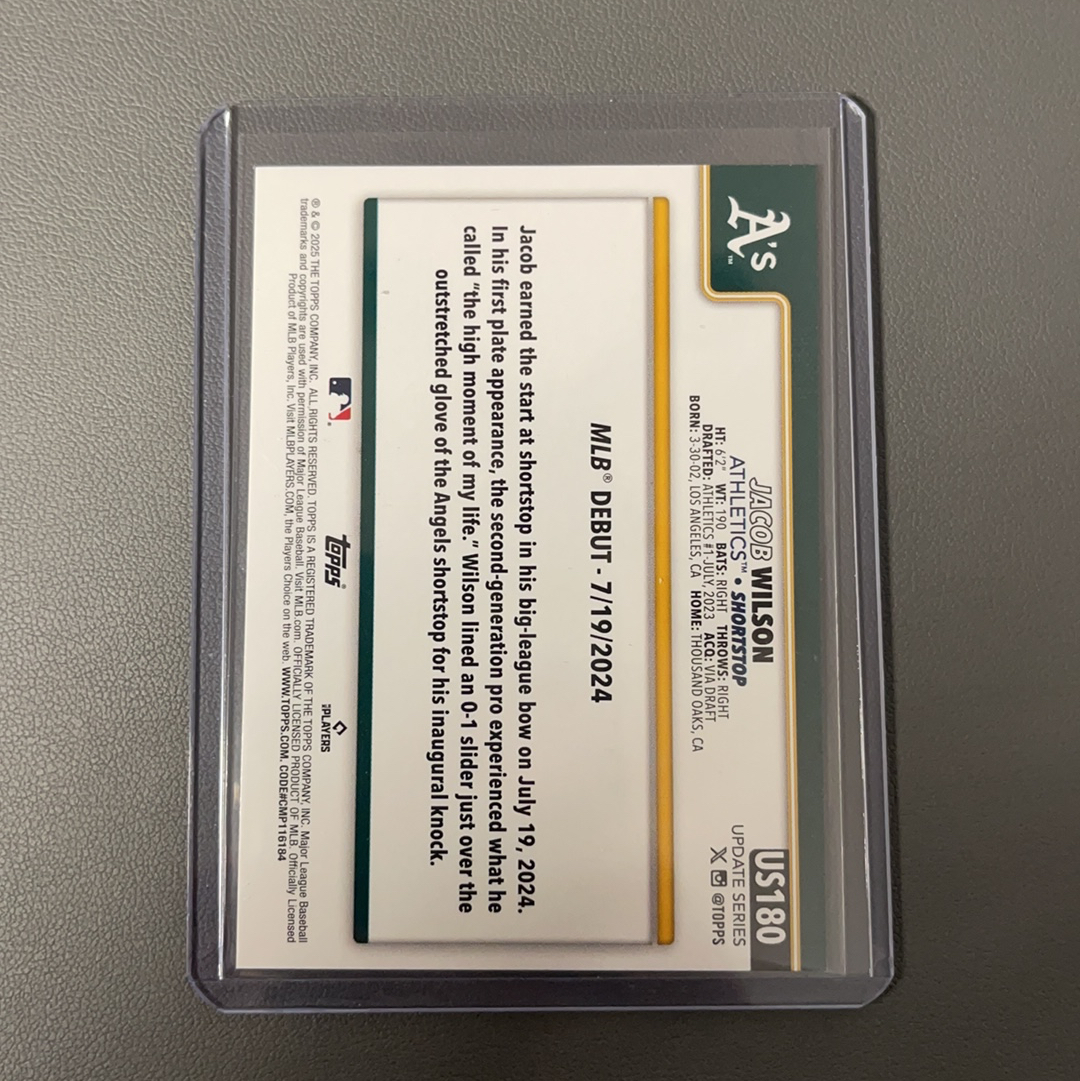 A's™
JACOB WILSON
ATHLETICS™ • SHORTSTOP
HT: 6'2" WT: 190 BATS: RIGHT THROWS: RIGHT
DRAFTED: ATHLETICS #1-JULY, 2023 ACQ: VIA DRAFT
BORN: 3-30-02, LOS ANGELES, CA HOME: THOUSAND OAKS, CA
US180
UPDATE SERIES
X @TOPPS
MLB® DEBUT - 7/19/2024
Jacob earned the start at shortstop in his big-league bow on July 19, 2024.
In his first plate appearance, the second-generation pro experienced what he
called "the high moment of my life." Wilson lined an 0-1 slider just over the
outstretched glove of the Angels shortstop for his inaugural knock.
topps®
PLAYERS
® & © 2025 THE TOPPS COMPANY, INC. ALL RIGHTS RESERVED. TOPPS IS A REGISTERED TRADEMARK OF THE TOPPS COMPANY, INC. Major League Baseball
trademarks and copyrights are used with permission of Major League Baseball. Visit MLB.com. OFFICIALLY LICENSED PRODUCT OF MLB. Officially Licensed
Product of MLB Players, Inc. Visit MLBPLAYERS.COM, the Players Choice on the web. WWW.TOPPS.COM. CODE#CMP116184